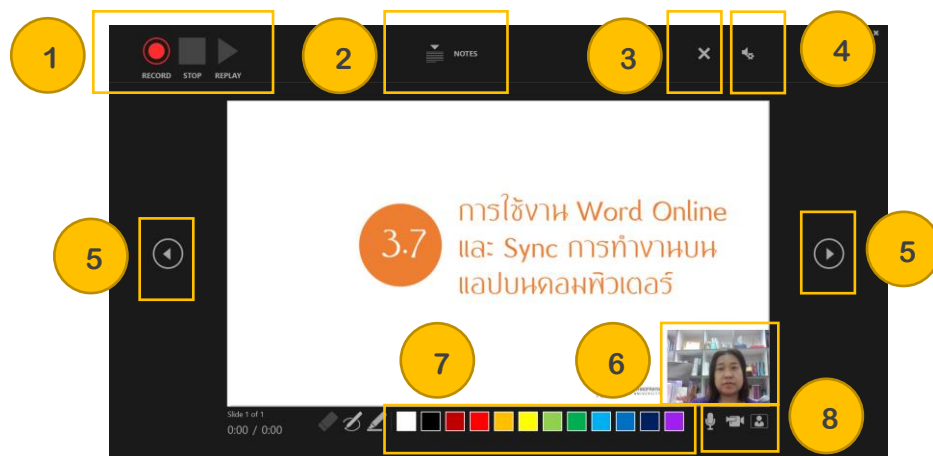 1
2
3
4
RECORD STOP REPLAY
NOTES
3.7
การใช้งาน Word Online
และ Sync การทำงานบน
แอปบนคอมพิวเตอร์
5
5
7
6
8
Slide 1 of 1
0:00 / 0:00